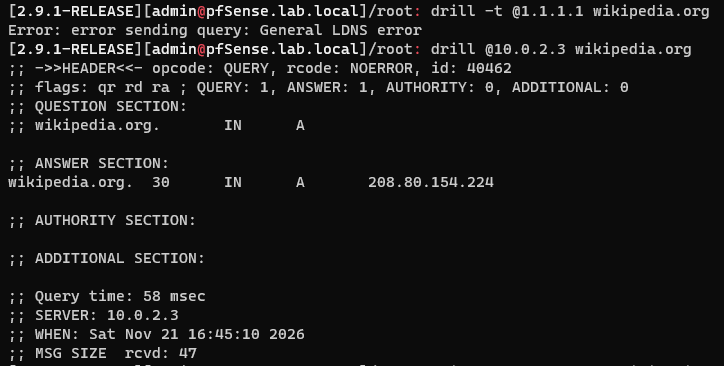 [2.9.1-RELEASE][admin@pfSense.lab.local]/root: drill -t @1.1.1.1 wikipedia.org
Error: error sending query: General LDNS error
[2.9.1-RELEASE][admin@pfSense.lab.local]/root: drill @10.0.2.3 wikipedia.org
;; ->>HEADER<<- opcode: QUERY, rcode: NOERROR, id: 40462
;; flags: qr rd ra ; QUERY: 1, ANSWER: 1, AUTHORITY: 0, ADDITIONAL: 0
;; QUESTION SECTION:
;; wikipedia.org. IN A
;; ANSWER SECTION:
wikipedia.org. 30 IN A 208.80.154.224
;; AUTHORITY SECTION:
;; ADDITIONAL SECTION:
;; Query time: 58 msec
;; SERVER: 10.0.2.3
;; WHEN: Sat Nov 21 16:45:10 2026
;; MSG SIZE rcvd: 47